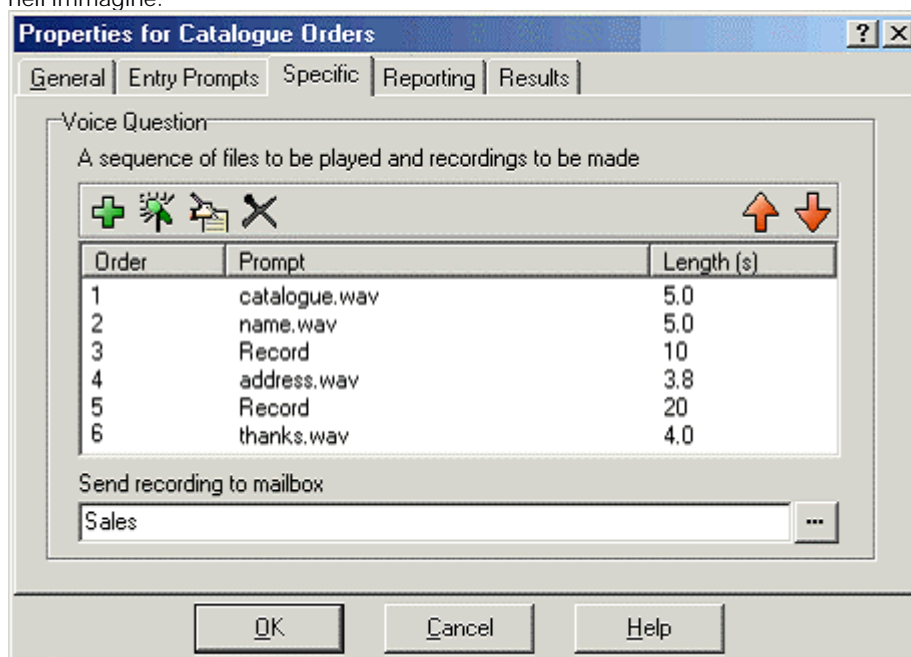 nell'immagine.
Properties for Catalogue Orders
General Entry Prompts Specific Reporting Results
Voice Question
A sequence of files to be played and recordings to be made
Order Prompt Length (s)
1 catalogue.wav 5.0
2 name.wav 5.0
3 Record 10
4 address.wav 3.8
5 Record 20
6 thanks.wav 4.0
Send recording to mailbox
Sales ...
OK Cancel Help